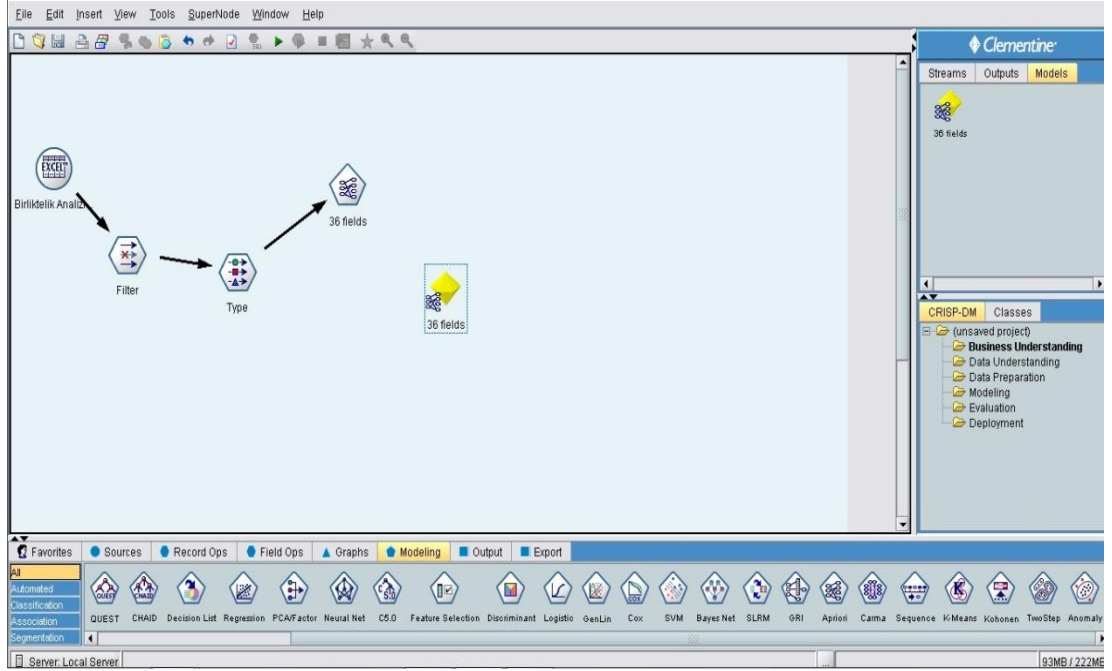 File Edit Insert View Tools SuperNode Window Help
Clementine
Streams Outputs Models
36 fields
EXCEL
Birliktelik Analizi
Filter
Type
36 fields
36 fields
CRISP-DM Classes
(unsaved project)
Business Understanding
Data Understanding
Data Preparation
Modeling
Evaluation
Deployment
Favorites Sources Record Ops Field Ops Graphs Modeling Output Export
All
Automated
Classification
Association
Segmentation
QUEST CHAID Decision List Regression PCA/Factor Neural Net C5.0 Feature Selection Discriminant Logistic GenLin Cox SVM Bayes Net SLRM GRI Apriori Carma Sequence K-Means Kohonen TwoStep Anomaly
Server: Local Server
93MB / 222MB